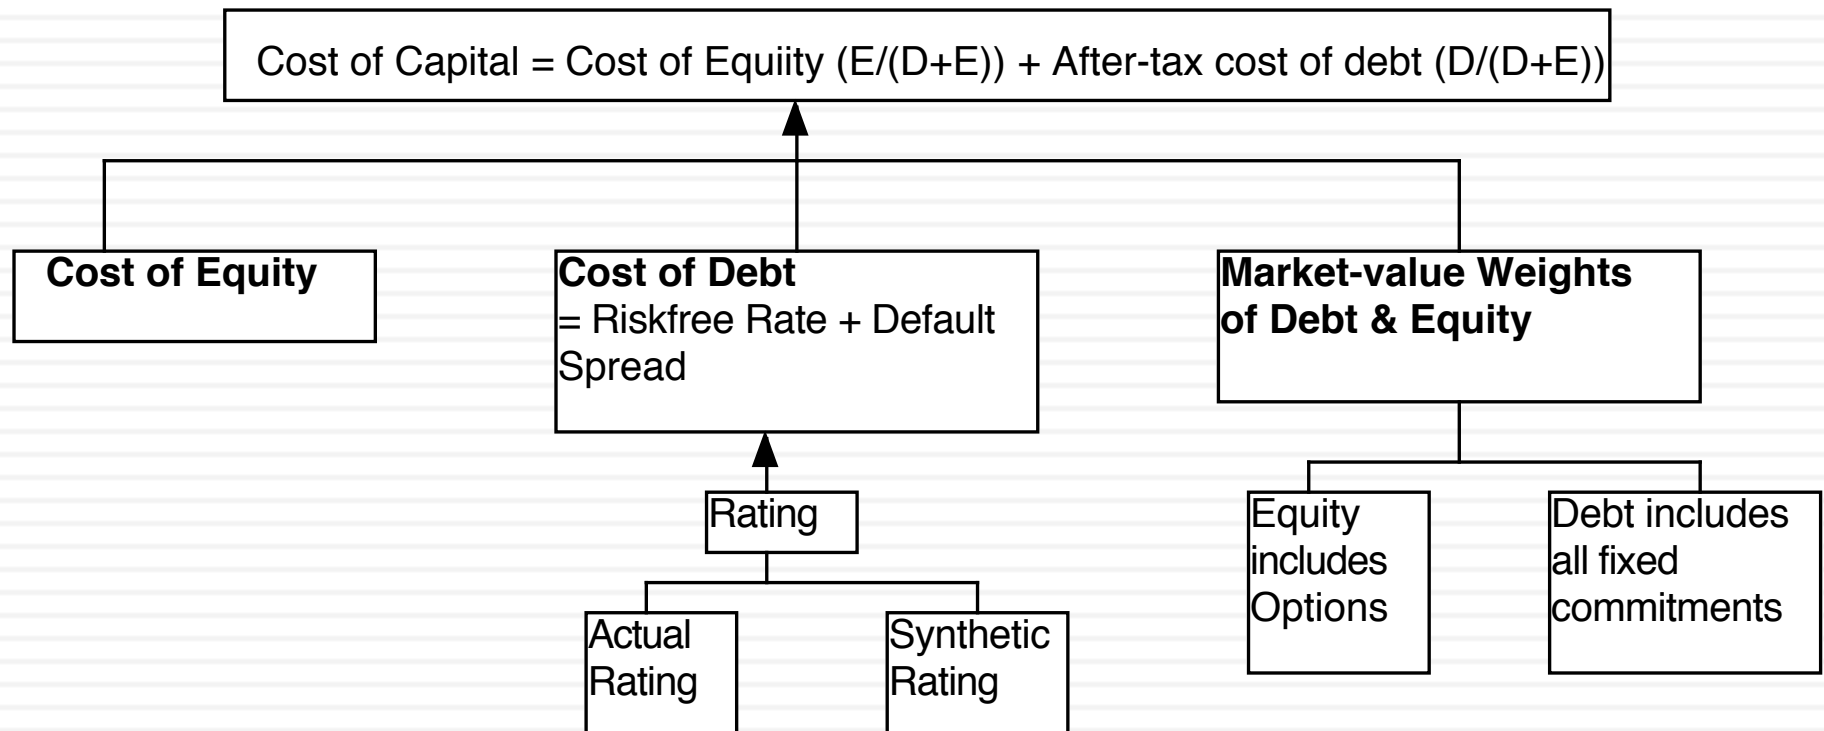 Cost of Capital = Cost of Equiity (E/(D+E)) + After-tax cost of debt (D/(D+E))
Cost of Equity
Cost of Debt
= Riskfree Rate + Default
Spread
Market-value Weights
of Debt & Equity
Rating
Actual
Rating
Synthetic
Rating
Equity
includes
Options
Debt includes
all fixed
commitments